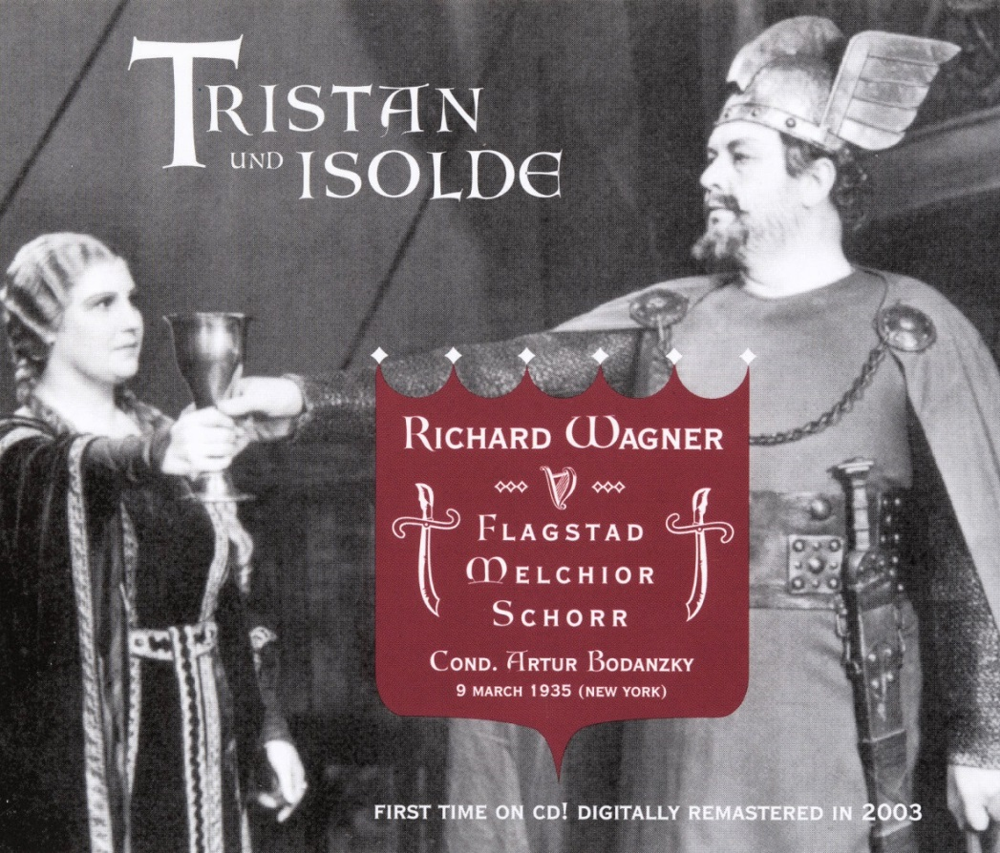 TRISTAN
UND ISOLDE
RICHARD WAGNER
FLAGSTAD
MELCHIOR
SCHORR
COND. ARTUR BODANZKY
9 MARCH 1935 (NEW YORK)
FIRST TIME ON CD! DIGITALLY REMASTERED IN 2003